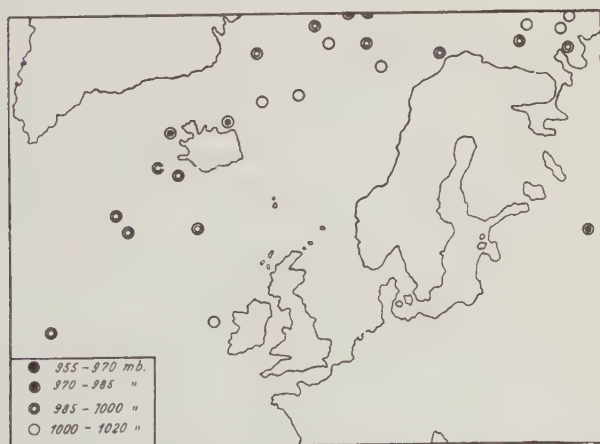 955 – 970 mb.
970 – 985 "
985 – 1000 "
1000 – 1020 "